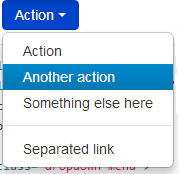 Action
Action
Another action
Something else here
Separated link